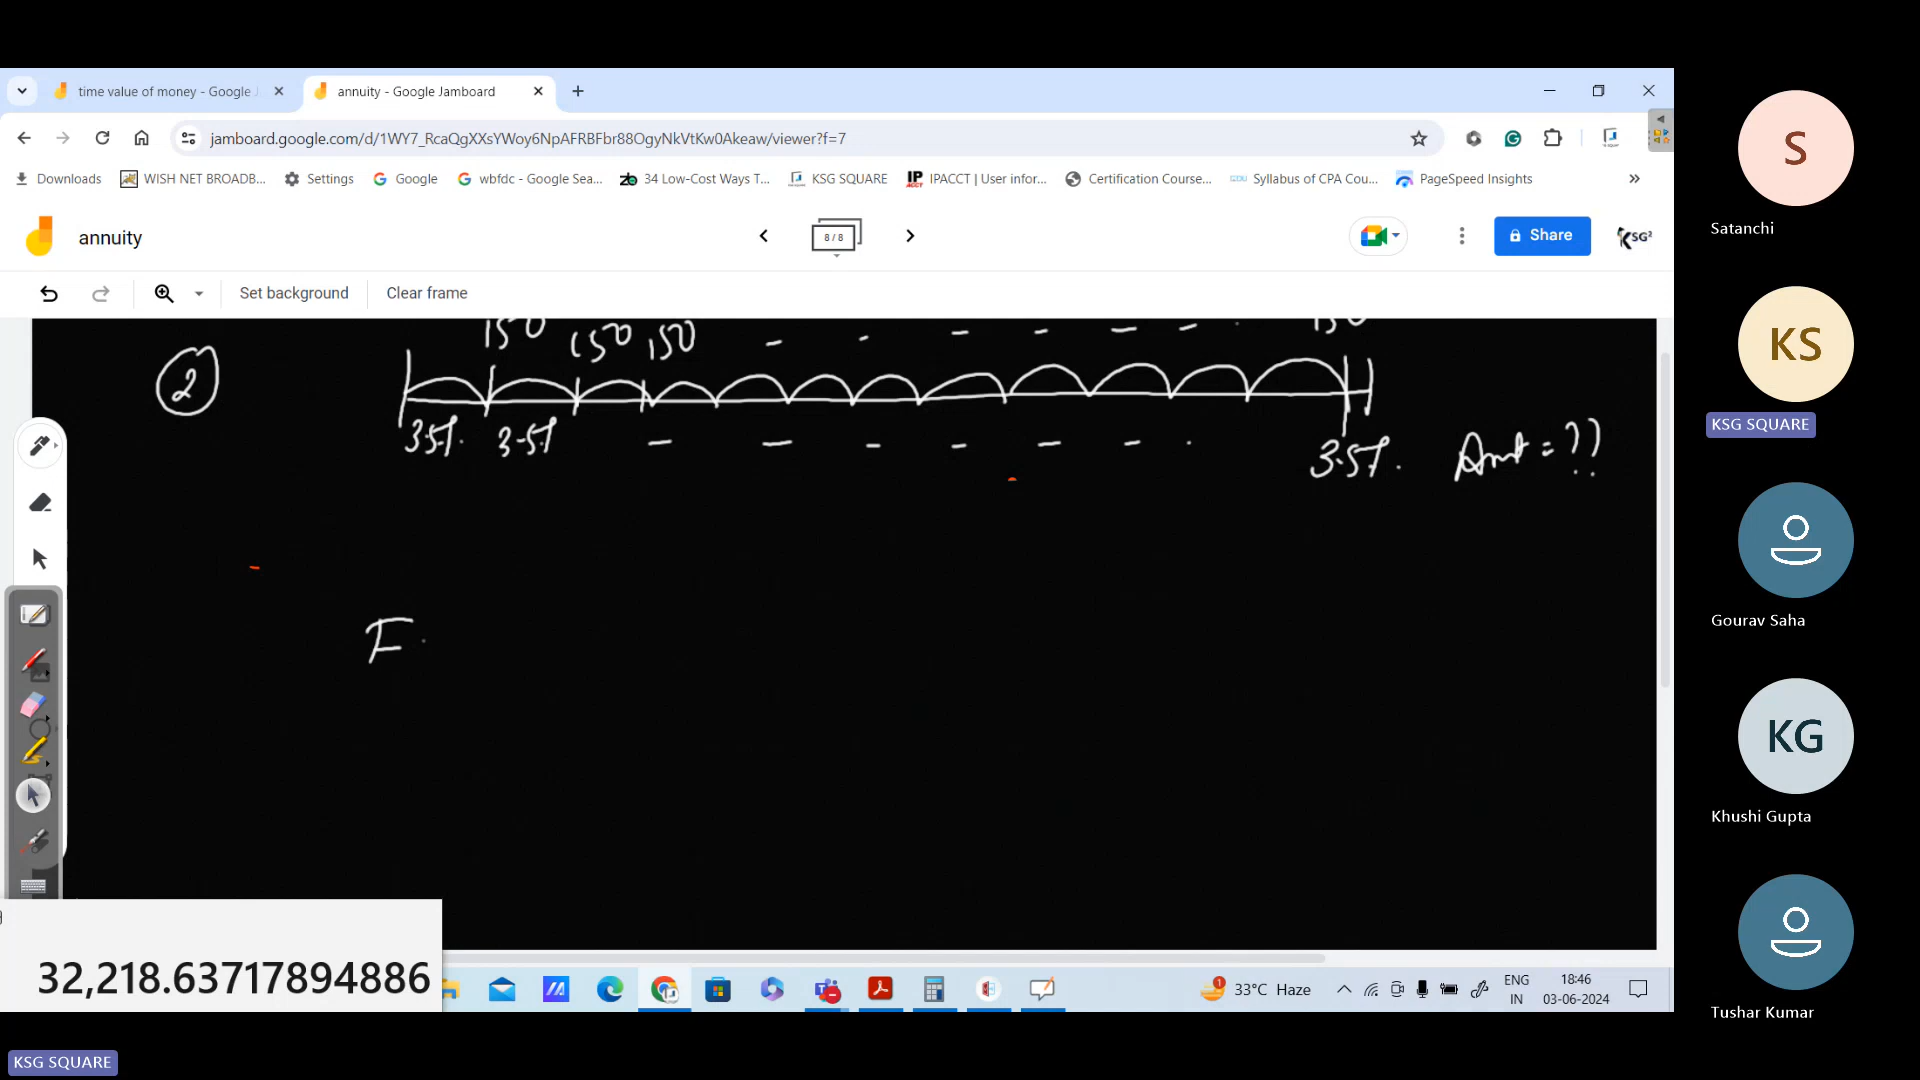 time value of money - Google J
annuity - Google Jamboard
jamboard.google.com/d/1WY7_RcaQgXXsYWoy6NpAFRBFbr88OgyNkVtKw0Akeaw/viewer?f=7
Downloads
WISH NET BROADB...
Settings
Google
wbfdc - Google Sea...
34 Low-Cost Ways T...
KSG SQUARE
IPACCT | User infor...
Certification Course...
Syllabus of CPA Cou...
PageSpeed Insights
annuity
8 / 8
Share
KSG²
Set background
Clear frame
150 150 150 - - - - - - 150
2
3.5%. 3.5% - - - - - - 3.5%. Amt = ??
F
32,218.63717894886
33°C Haze
ENG
IN
18:46
03-06-2024
S
Satanchi
KS
KSG SQUARE
Gourav Saha
KG
Khushi Gupta
Tushar Kumar
KSG SQUARE